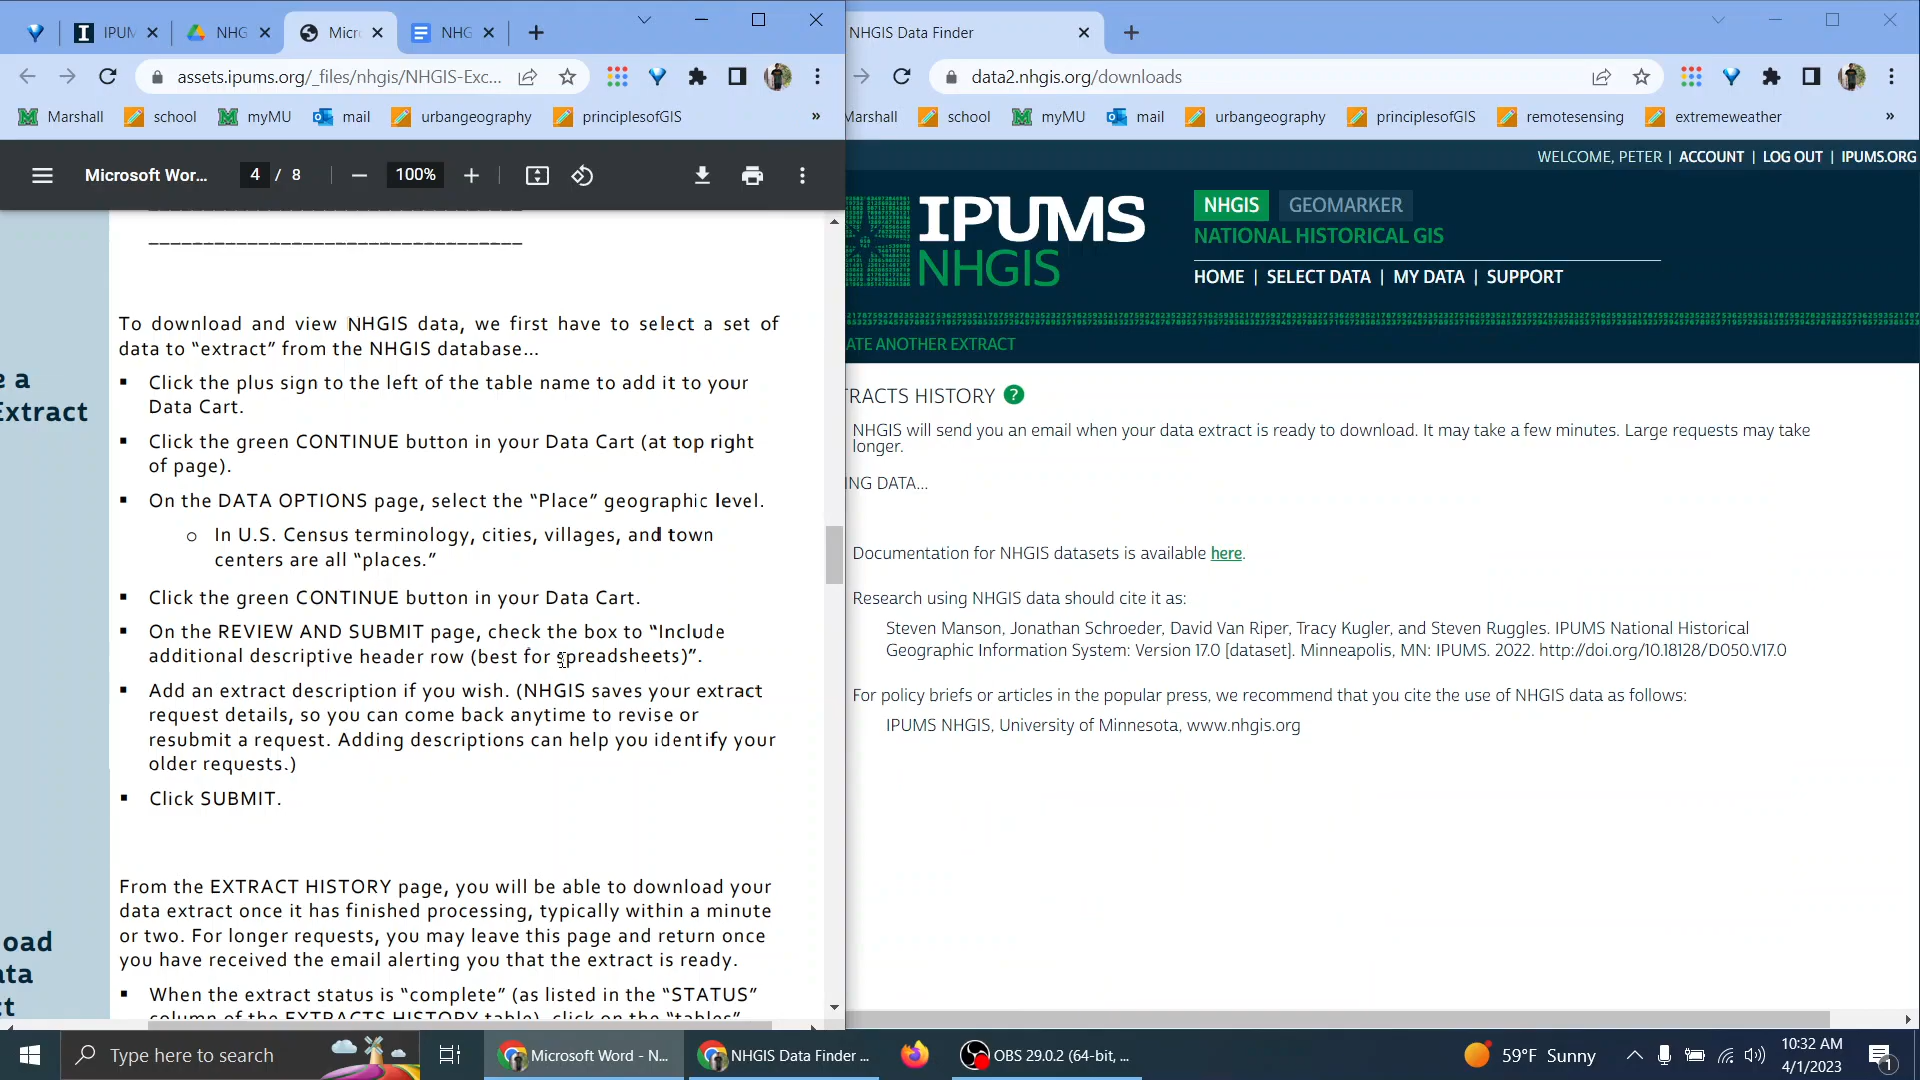 IPUM
NHG
Micr
NHG
assets.ipums.org/_files/nhgis/NHGIS-Exc...
Marshall
school
myMU
mail
urbangeography
principlesofGIS
»
Microsoft Wor...
4 / 8
100%
e a
Extract
oad
ata
ct
To download and view NHGIS data, we first have to select a set of
data to “extract” from the NHGIS database...
▪ Click the plus sign to the left of the table name to add it to your
Data Cart.
▪ Click the green CONTINUE button in your Data Cart (at top right
of page).
▪ On the DATA OPTIONS page, select the “Place” geographic level.
o In U.S. Census terminology, cities, villages, and town
centers are all “places.”
▪ Click the green CONTINUE button in your Data Cart.
▪ On the REVIEW AND SUBMIT page, check the box to “Include
additional descriptive header row (best for spreadsheets)”.
▪ Add an extract description if you wish. (NHGIS saves your extract
request details, so you can come back anytime to revise or
resubmit a request. Adding descriptions can help you identify your
older requests.)
▪ Click SUBMIT.
From the EXTRACT HISTORY page, you will be able to download your
data extract once it has finished processing, typically within a minute
or two. For longer requests, you may leave this page and return once
you have received the email alerting you that the extract is ready.
▪ When the extract status is “complete” (as listed in the “STATUS”
column of the EXTRACTS HISTORY table), click on the “tables”
NHGIS Data Finder
data2.nhgis.org/downloads
Marshall
school
myMU
mail
urbangeography
principlesofGIS
remotesensing
extremeweather
»
WELCOME, PETER | ACCOUNT | LOG OUT | IPUMS.ORG
IPUMS
NHGIS
NHGIS
GEOMARKER
NATIONAL HISTORICAL GIS
HOME | SELECT DATA | MY DATA | SUPPORT
ATE ANOTHER EXTRACT
TRACTS HISTORY ?
NHGIS will send you an email when your data extract is ready to download. It may take a few minutes. Large requests may take
longer.
ING DATA...
Documentation for NHGIS datasets is available here.
Research using NHGIS data should cite it as:
Steven Manson, Jonathan Schroeder, David Van Riper, Tracy Kugler, and Steven Ruggles. IPUMS National Historical
Geographic Information System: Version 17.0 [dataset]. Minneapolis, MN: IPUMS. 2022. http://doi.org/10.18128/D050.V17.0
For policy briefs or articles in the popular press, we recommend that you cite the use of NHGIS data as follows:
IPUMS NHGIS, University of Minnesota, www.nhgis.org
Type here to search
Microsoft Word - N...
NHGIS Data Finder ...
OBS 29.0.2 (64-bit, ...
59°F Sunny
10:32 AM
4/1/2023
1